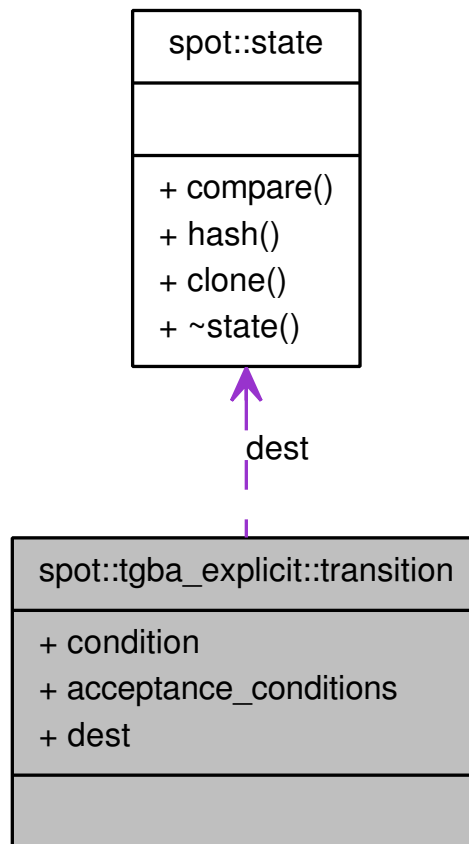 spot::state
+ compare()
+ hash()
+ clone()
+ ~state()
dest
spot::tgba_explicit::transition
+ condition
+ acceptance_conditions
+ dest